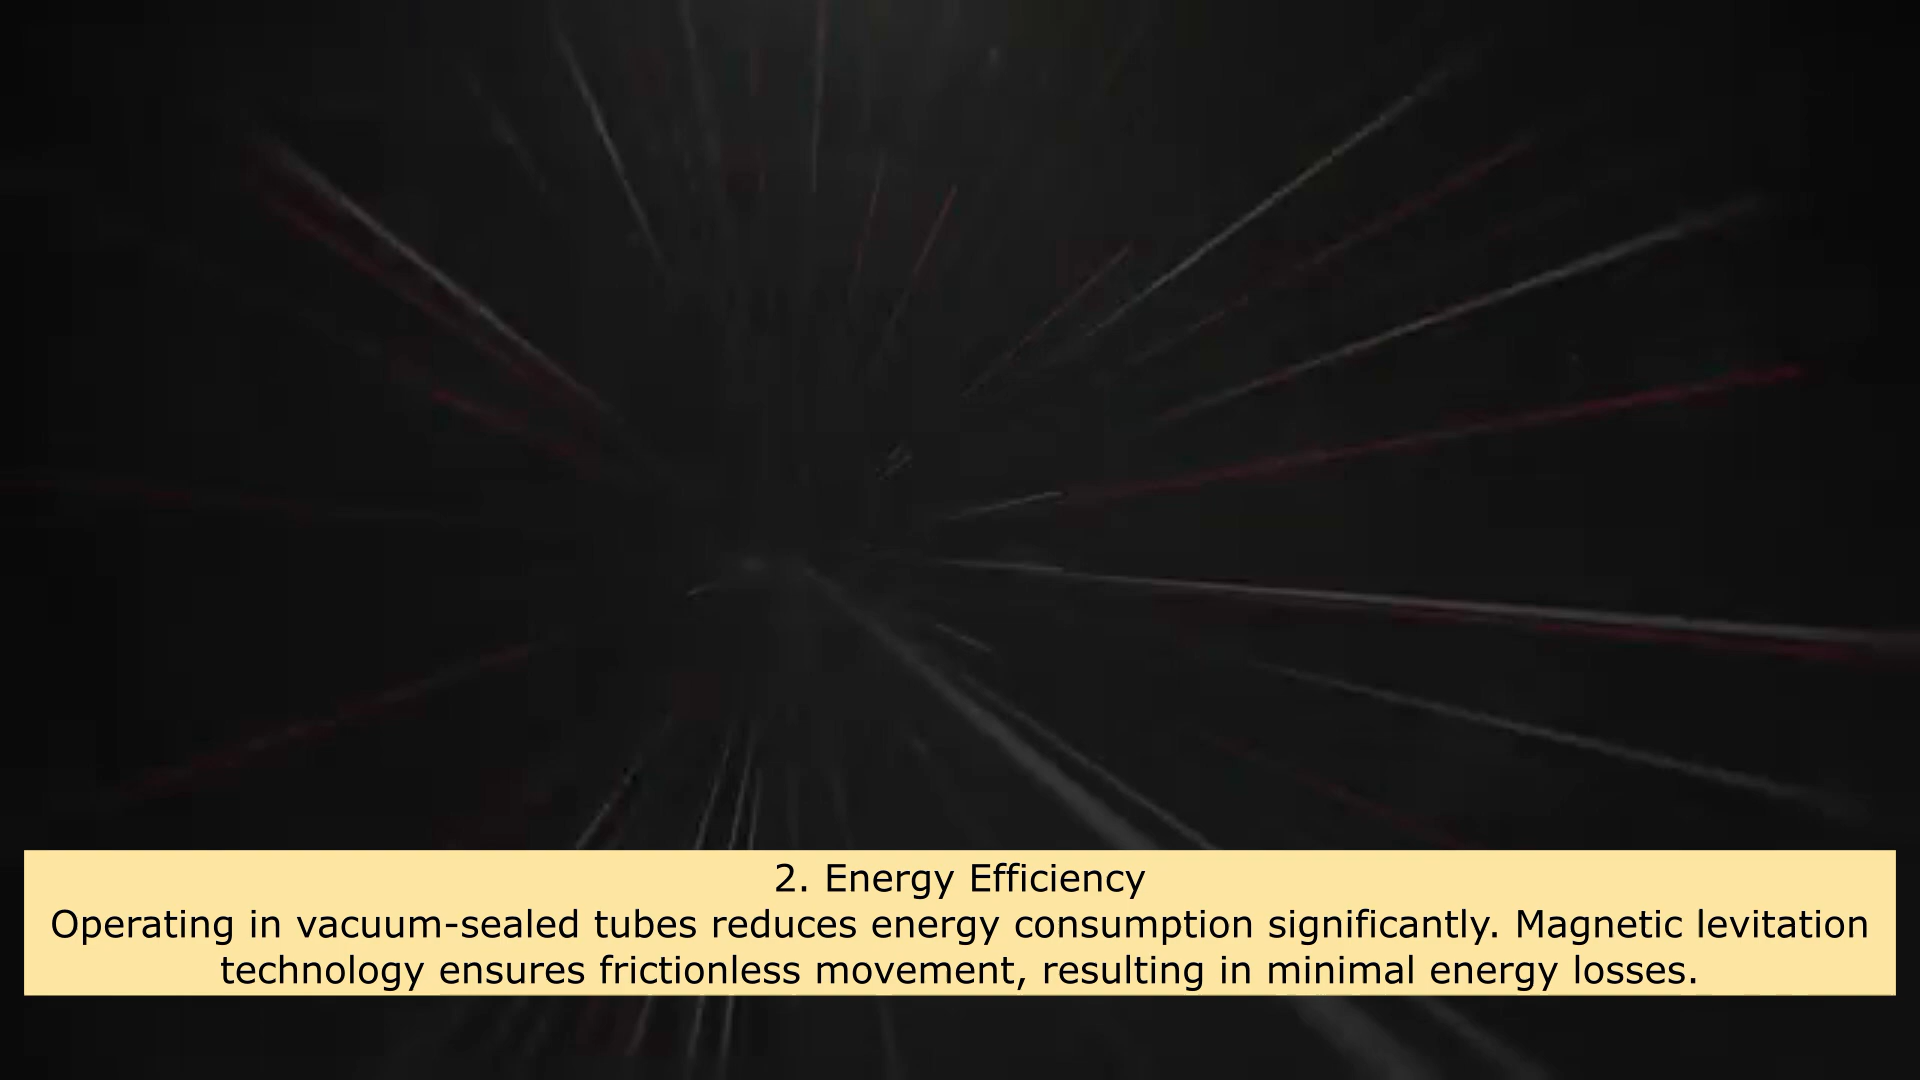 2. Energy Efficiency
Operating in vacuum-sealed tubes reduces energy consumption significantly. Magnetic levitation
technology ensures frictionless movement, resulting in minimal energy losses.